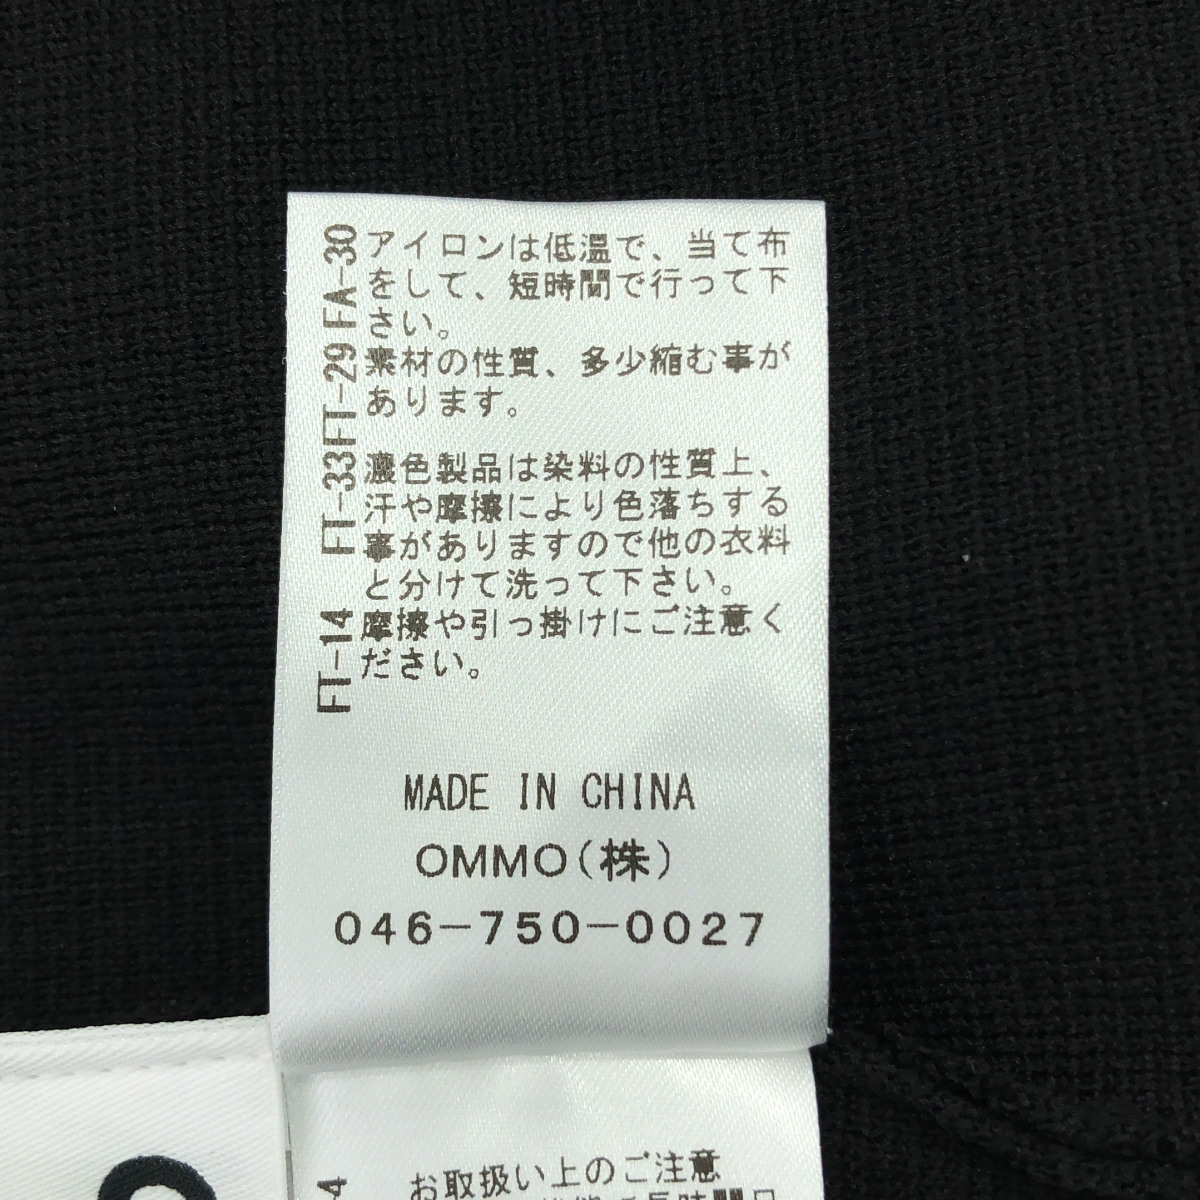 アイロンは低温で、当て布
をして、短時間で行って下
さい。
素材の性質、多少縮む事が
あります。
濃色製品は染料の性質上、
汗や摩擦により色落ちする
事がありますので他の衣料
と分けて洗って下さい。
摩擦や引っ掛けにご注意く
ださい。
FT-14 FT-33 FT-29 FA-30
MADE IN CHINA
OMMO(株)
046-750-0027
お取扱い上のご注意